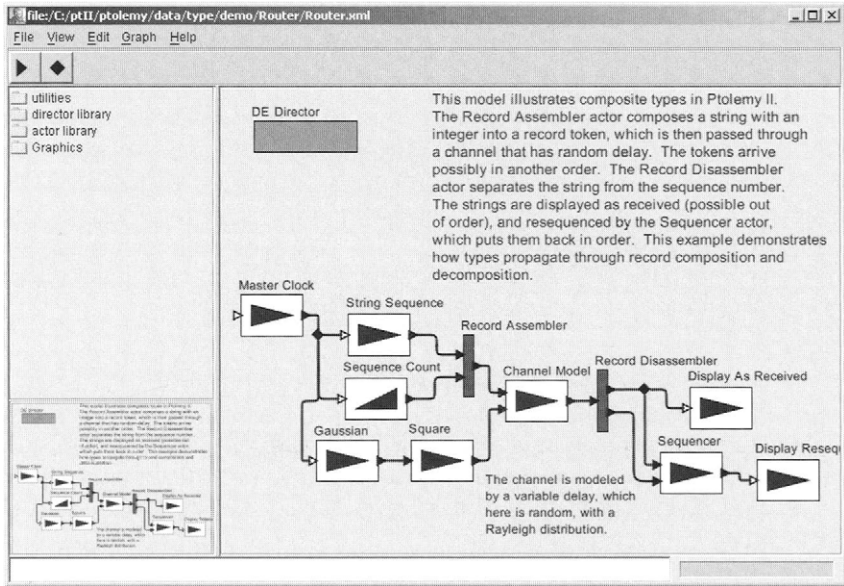 file:/C:/ptII/ptolemy/data/type/demo/Router/Router.xml
File View Edit Graph Help
utilities
director library
actor library
Graphics
DE Director
This model illustrates composite types in Ptolemy II.
The Record Assembler actor composes a string with an
integer into a record token, which is then passed through
a channel that has random delay. The tokens arrive
possibly in another order. The Record Disassembler
actor separates the string from the sequence number.
The strings are displayed as received (possible out
of order), and resequenced by the Sequencer actor,
which puts them back in order. This example demonstrates
how types propagate through record composition and
decomposition.
Master Clock
String Sequence
Record Assembler
Sequence Count
Channel Model
Record Disassembler
Display As Received
Gaussian
Square
Sequencer
Display Resequ
The channel is modeled
by a variable delay, which
here is random, with a
Rayleigh distribution.